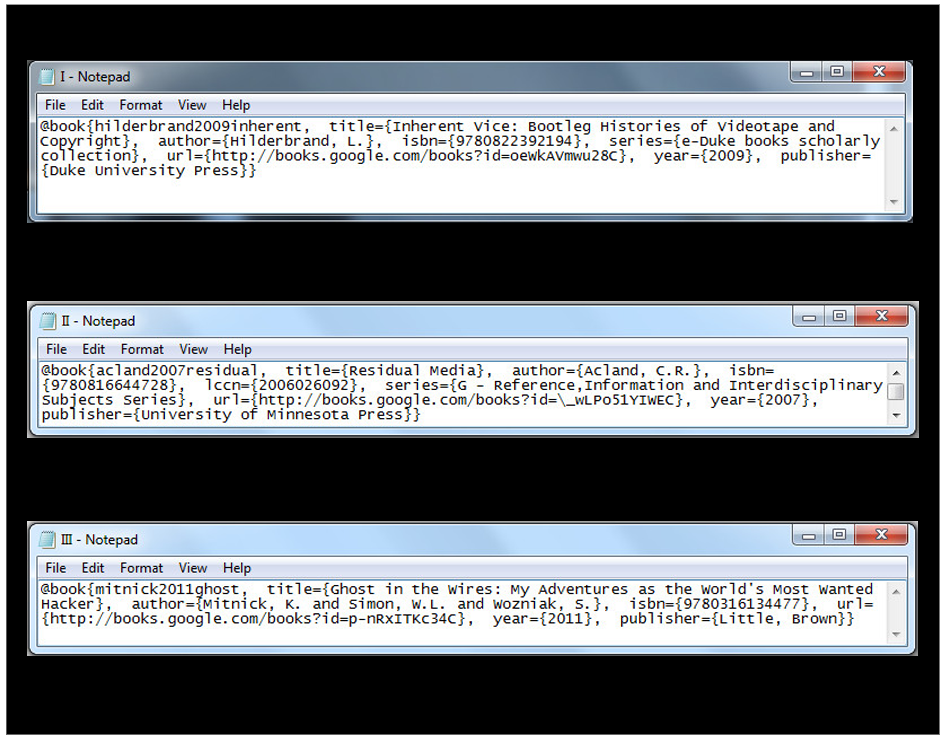 I - Notepad
File Edit Format View Help
@book{hilderbrand2009inherent,  title={Inherent Vice: Bootleg Histories of Videotape and
Copyright},  author={Hilderbrand, L.},  isbn={9780822392194},  series={e-Duke books scholarly
collection},  url={http://books.google.com/books?id=oewkAVmwu28C},  year={2009},  publisher=
{Duke University Press}}
II - Notepad
File Edit Format View Help
@book{acland2007residual,  title={Residual Media},  author={Acland, C.R.},  isbn=
{9780816644728},  lccn={2006026092},  series={G - Reference,Information and Interdisciplinary
Subjects Series},  url={http://books.google.com/books?id=\_wLPo51YIWEC},  year={2007},
publisher={University of Minnesota Press}}
III - Notepad
File Edit Format View Help
@book{mitnick2011ghost,  title={Ghost in the Wires: My Adventures as the World's Most Wanted
Hacker},  author={Mitnick, K. and Simon, W.L. and Wozniak, S.},  isbn={9780316134477},  url=
{http://books.google.com/books?id=p-nRxITKc34C},  year={2011},  publisher={Little, Brown}}